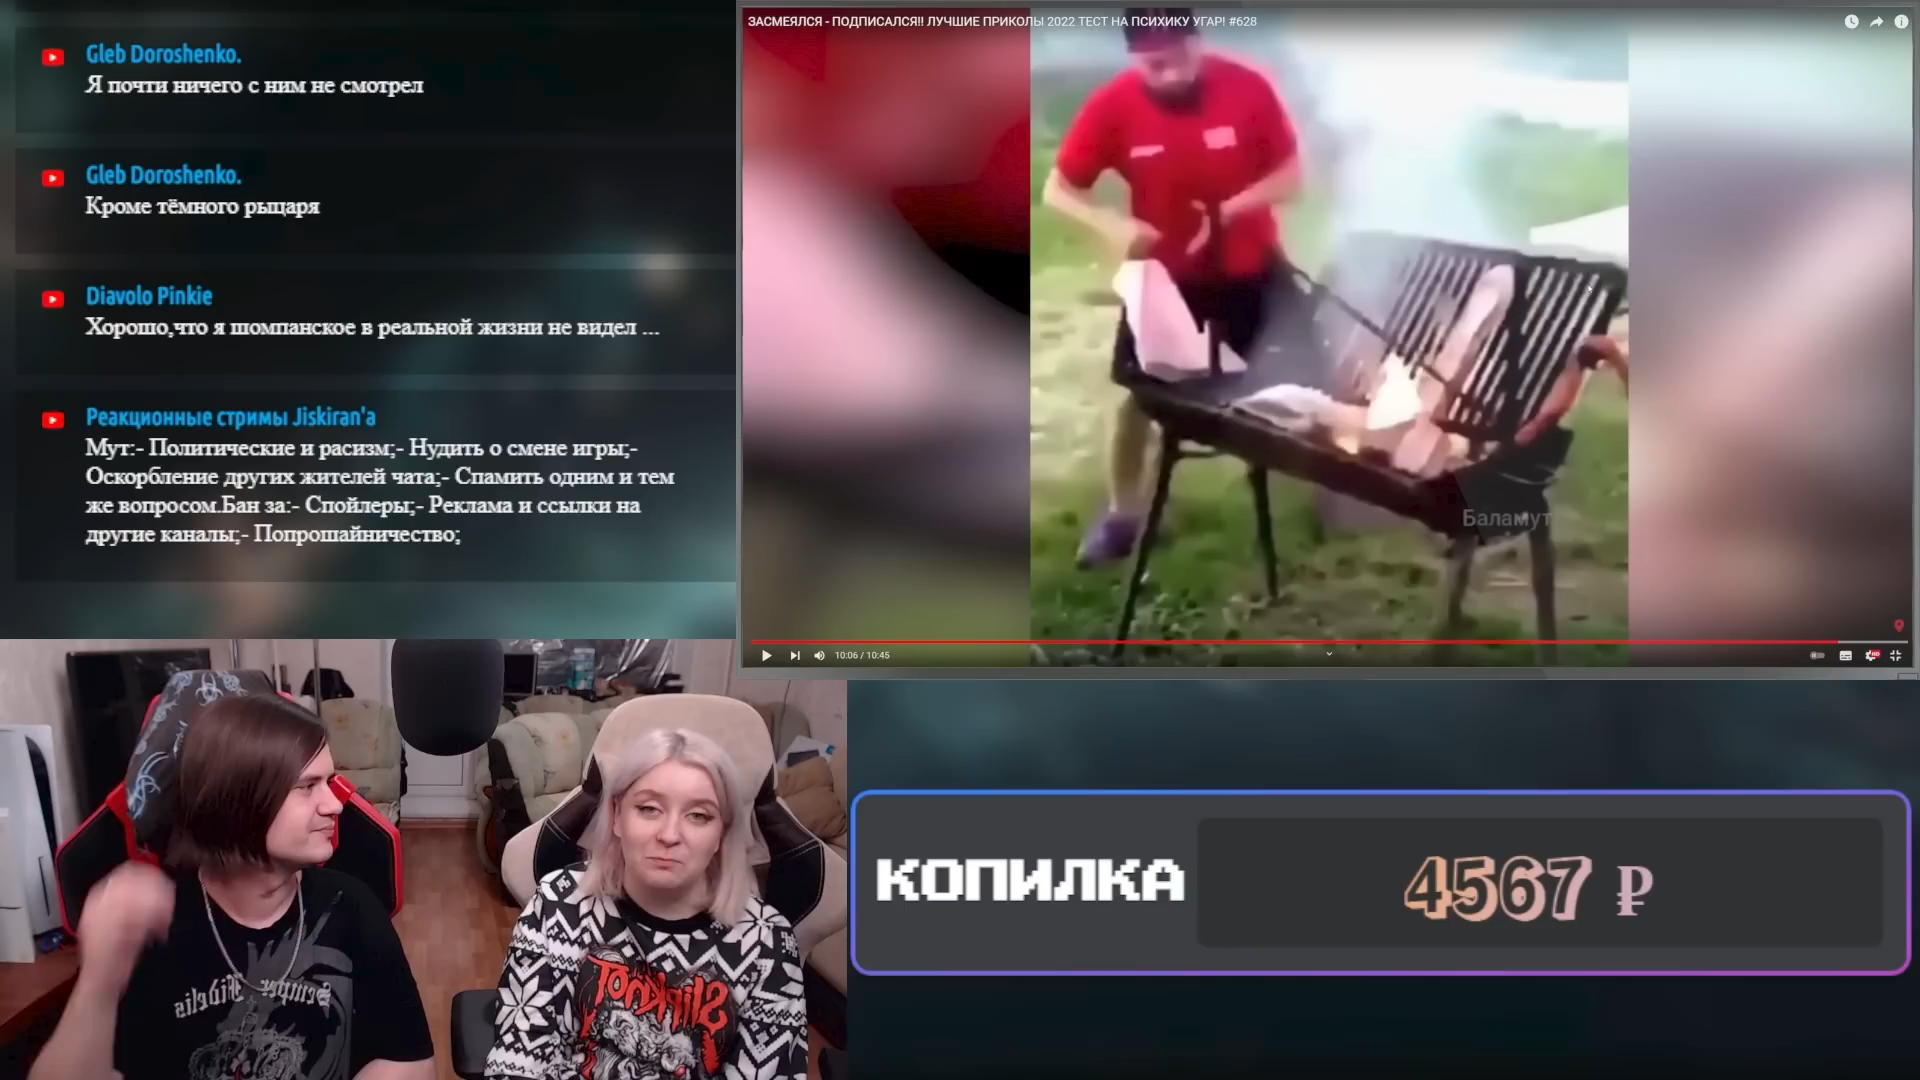 Gleb Doroshenko.
Я почти ничего с ним не смотрел
Gleb Doroshenko.
Кроме тёмного рыцаря
Diavolo Pinkie
Хорошо,что я шомпанское в реальной жизни не видел ...
Реакционные стримы Jiskiran'a
Мут:- Политические и расизм;- Нудить о смене игры;-
Оскорбление других жителей чата;- Спамить одним и тем
же вопросом.Бан за:- Спойлеры;- Реклама и ссылки на
другие каналы;- Попрошайничество;
ЗАСМЕЯЛСЯ - ПОДПИСАЛСЯ!! ЛУЧШИЕ ПРИКОЛЫ 2022 ТЕСТ НА ПСИХИКУ УГАР! #628
Баламут
10:06 / 10:45
Semper Fidelis
SLIPKNOT
КОПИЛКА
4567 ₽